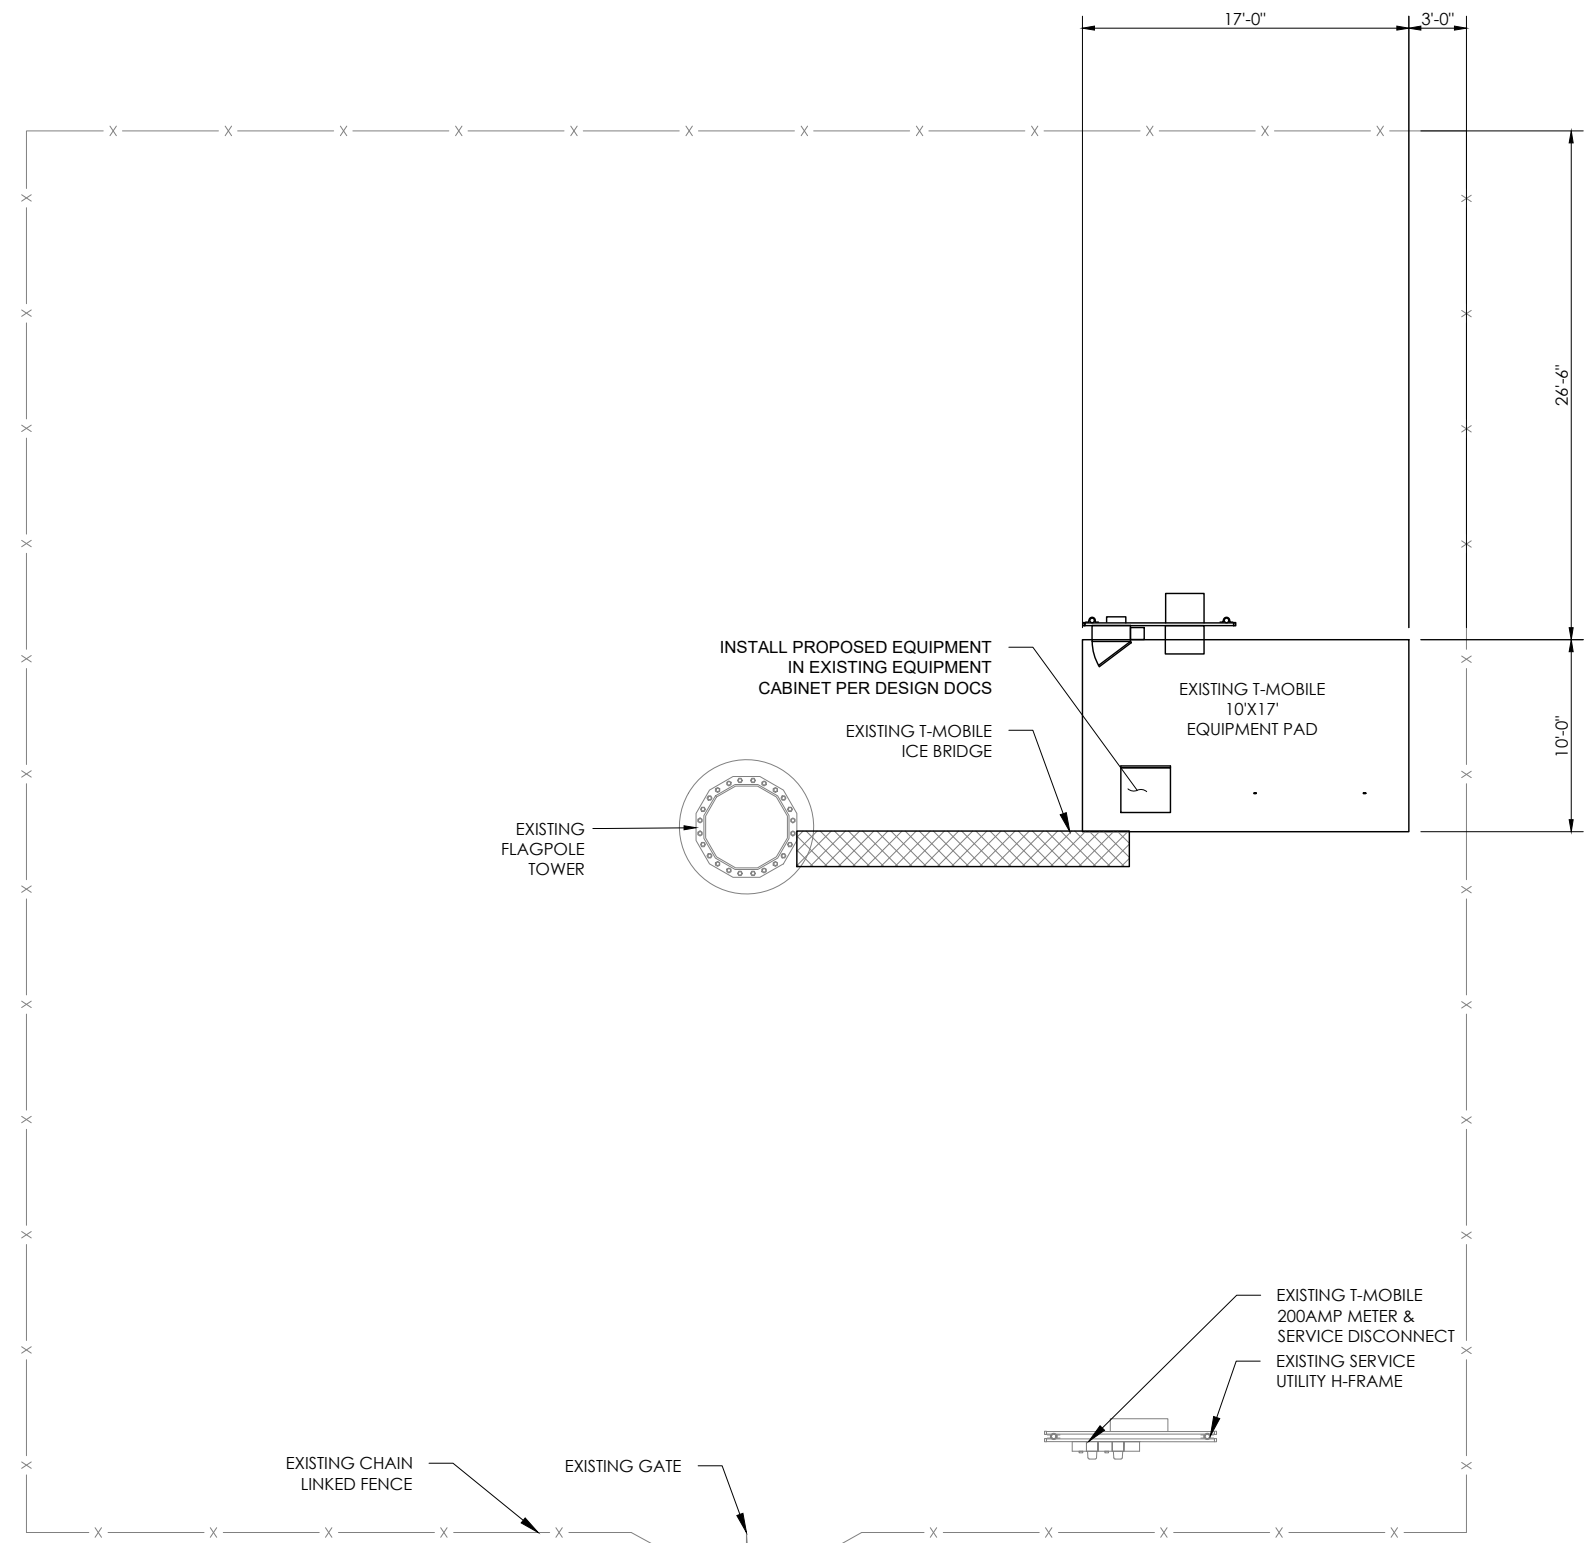 17'-0"
3'-0"
26'-6"
INSTALL PROPOSED EQUIPMENT
IN EXISTING EQUIPMENT
CABINET PER DESIGN DOCS
EXISTING T-MOBILE
10'X17'
EQUIPMENT PAD
10'-0"
EXISTING T-MOBILE
ICE BRIDGE
EXISTING
FLAGPOLE
TOWER
EXISTING T-MOBILE
200AMP METER &
SERVICE DISCONNECT
EXISTING SERVICE
UTILITY H-FRAME
EXISTING CHAIN
LINKED FENCE
EXISTING GATE